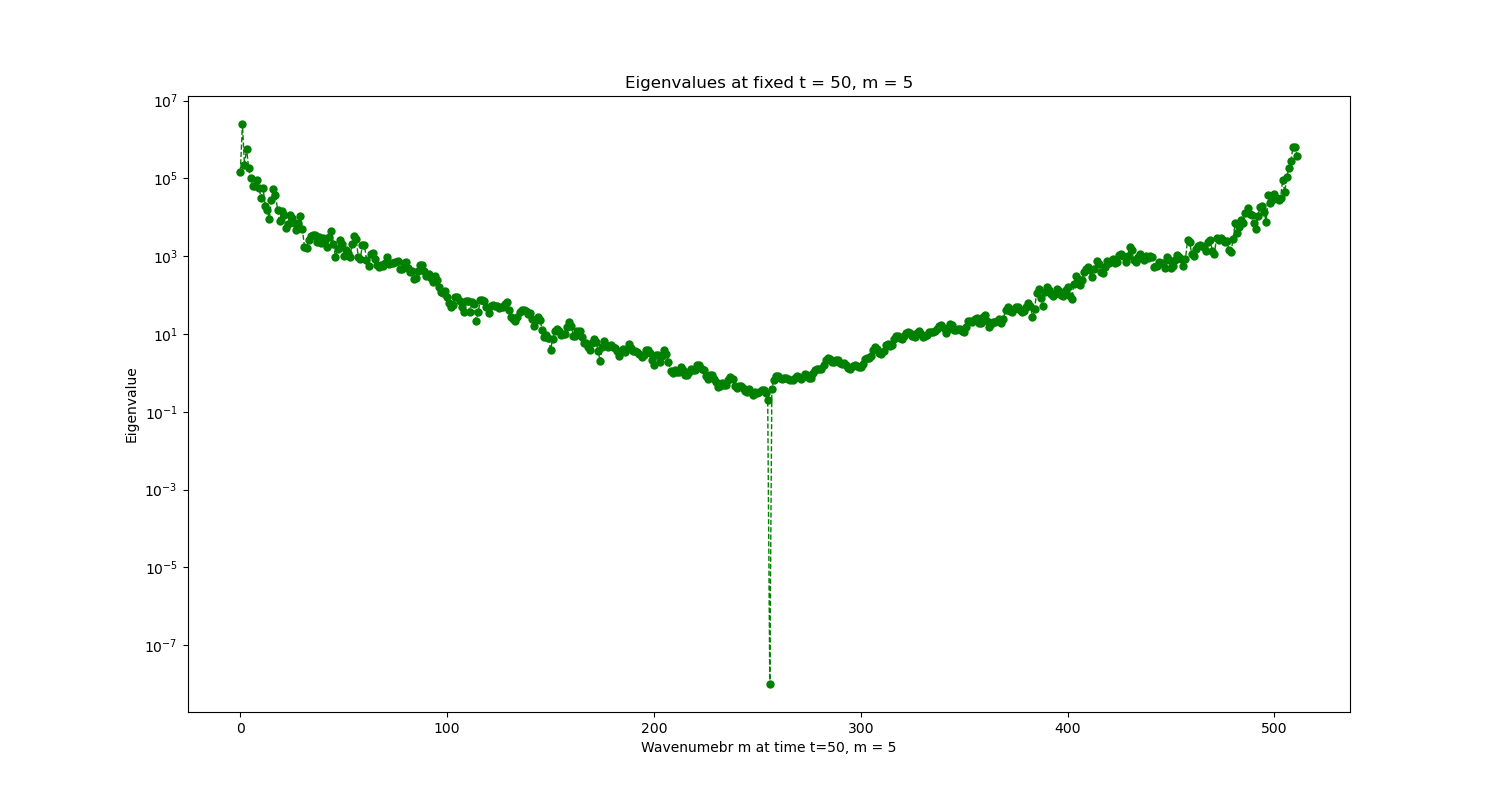 Eigenvalues at fixed t = 50, m = 5
10^7
10^5
10^3
10^1
10^-1
10^-3
10^-5
10^-7
Eigenvalue
0 100 200 300 400 500
Wavenumebr m at time t=50, m = 5